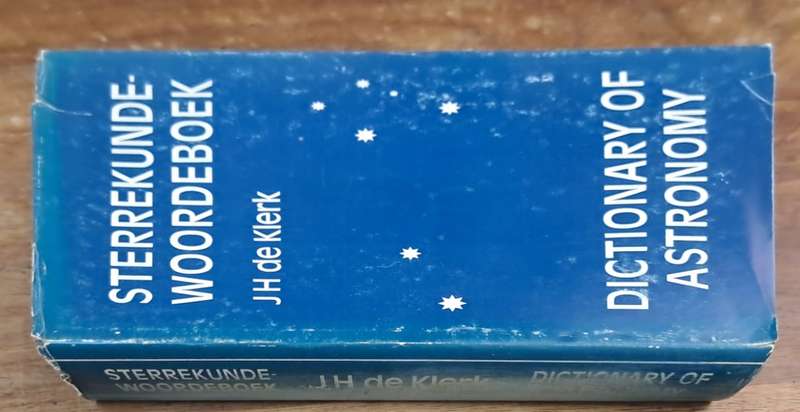 STERREKUNDE-
WOORDEBOEK
J H de Klerk
DICTIONARY OF
ASTRONOMY
STERREKUNDE-
WOORDEBOEK
J H de Klerk
DICTIONARY OF